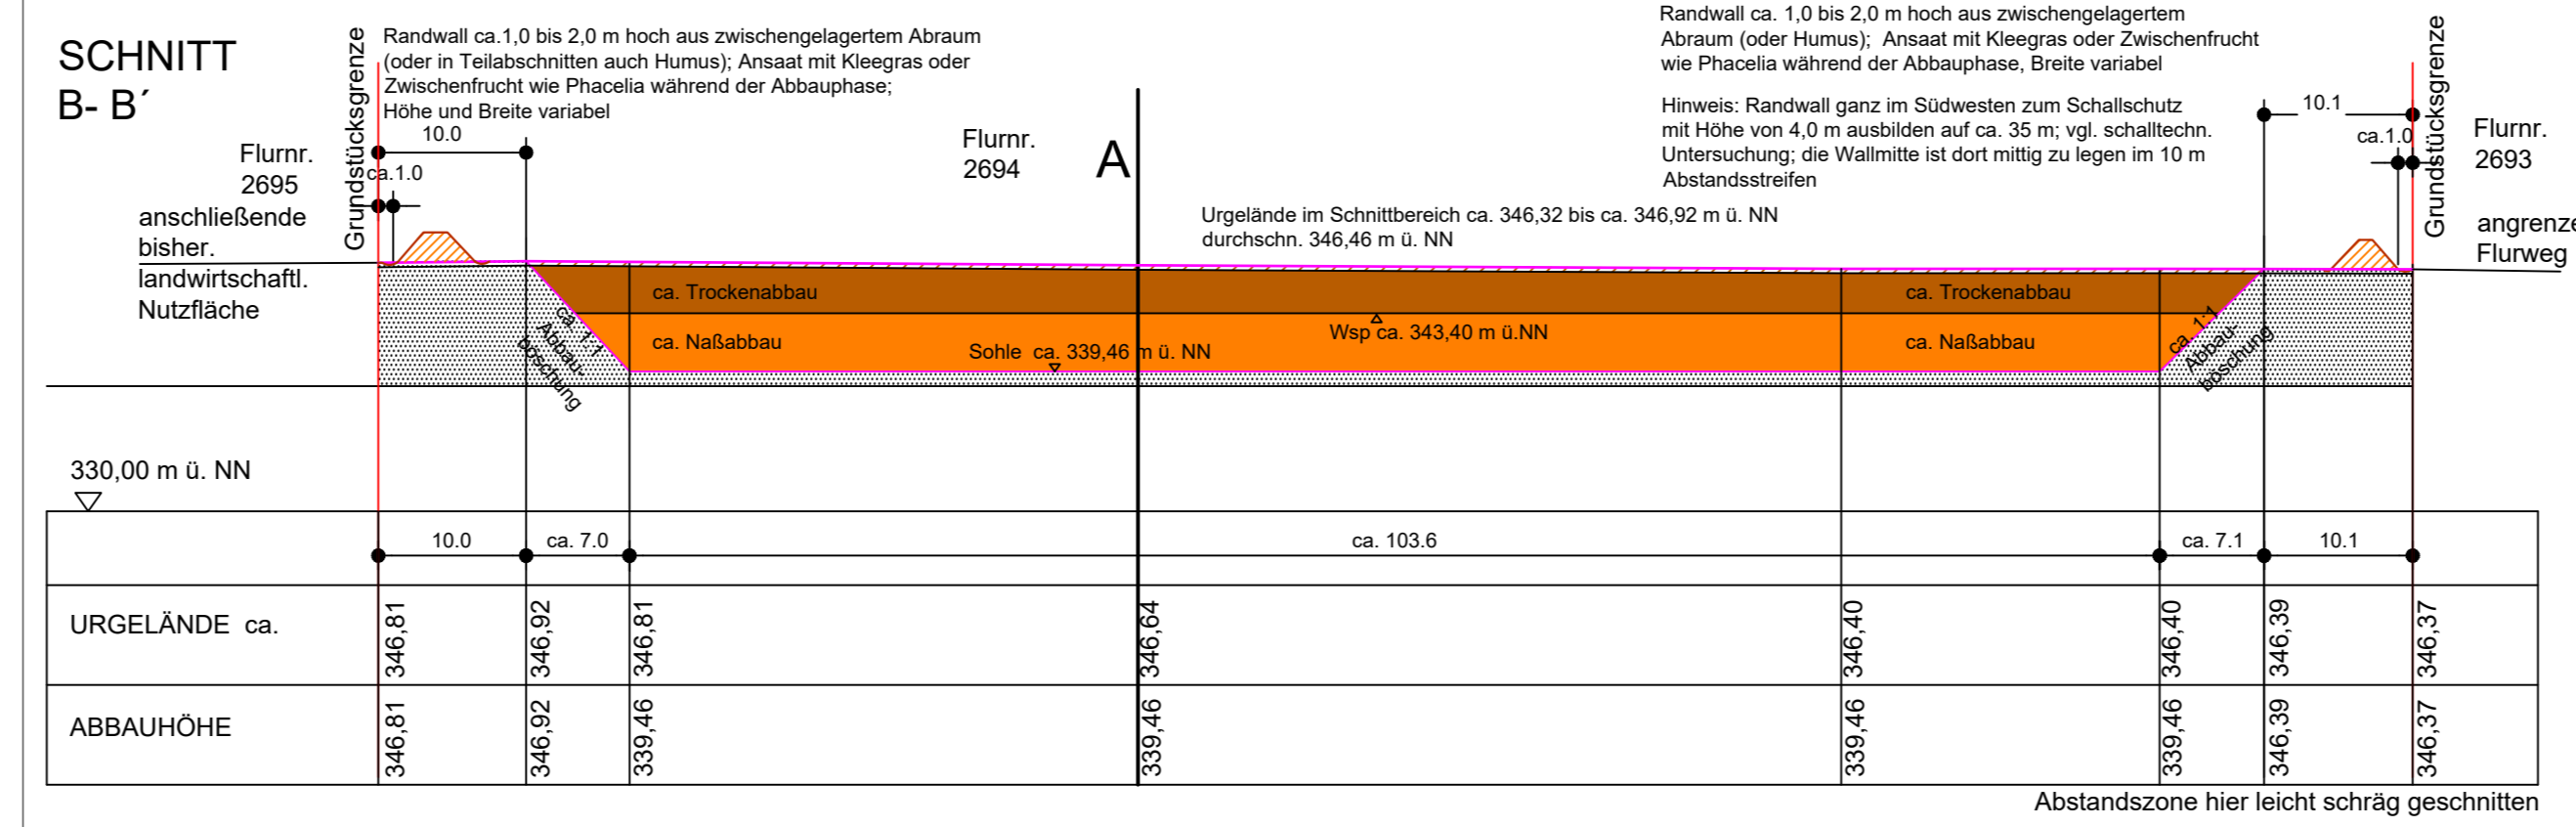 SCHNITT
B- B´
Grundstücksgrenze
Randwall ca.1,0 bis 2,0 m hoch aus zwischengelagertem Abraum
(oder in Teilabschnitten auch Humus); Ansaat mit Kleegras oder
Zwischenfrucht wie Phacelia während der Abbauphase;
Höhe und Breite variabel
10.0
ca.1.0
Flurnr.
2695
anschließende
bisher.
landwirtschaftl.
Nutzfläche
Flurnr.
2694
A
Randwall ca. 1,0 bis 2,0 m hoch aus zwischengelagertem
Abraum (oder Humus); Ansaat mit Kleegras oder Zwischenfrucht
wie Phacelia während der Abbauphase, Breite variabel
Hinweis: Randwall ganz im Südwesten zum Schallschutz
mit Höhe von 4,0 m ausbilden auf ca. 35 m; vgl. schalltechn.
Untersuchung; die Wallmitte ist dort mittig zu legen im 10 m
Abstandsstreifen
10.1
ca.1.0
Grundstücksgrenze
Flurnr.
2693
angrenze
Flurweg
Urgelände im Schnittbereich ca. 346,32 bis ca. 346,92 m ü. NN
durchschn. 346,46 m ü. NN
ca. Trockenabbau
ca. Trockenabbau
ca. Naßabbau
Sohle ca. 339,46 m ü. NN
Wsp ca. 343,40 m ü.NN
ca. Naßabbau
ca. 1:1
Abbau-
böschung
ca. 1:1
Abbau-
böschung
330,00 m ü. NN
10.0 ca. 7.0 ca. 103.6 ca. 7.1 10.1
URGELÄNDE ca. 346,81 346,92 346,81 346,64 346,40 346,40 346,39 346,37
ABBAUHÖHE 346,81 346,92 339,46 339,46 339,46 339,46 346,39 346,37
Abstandszone hier leicht schräg geschnitten